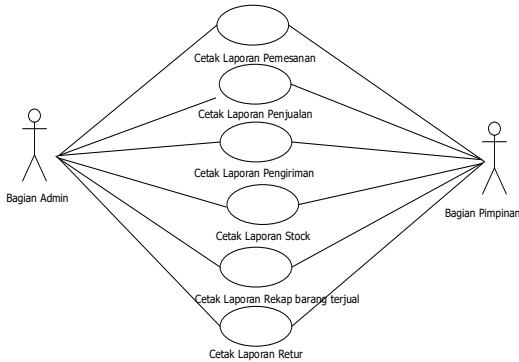 Cetak Laporan Pemesanan
Cetak Laporan Penjualan
Cetak Laporan Pengiriman
Bagian Admin
Bagian Pimpinan
Cetak Laporan Stock
Cetak Laporan Rekap barang terjual
Cetak Laporan Retur